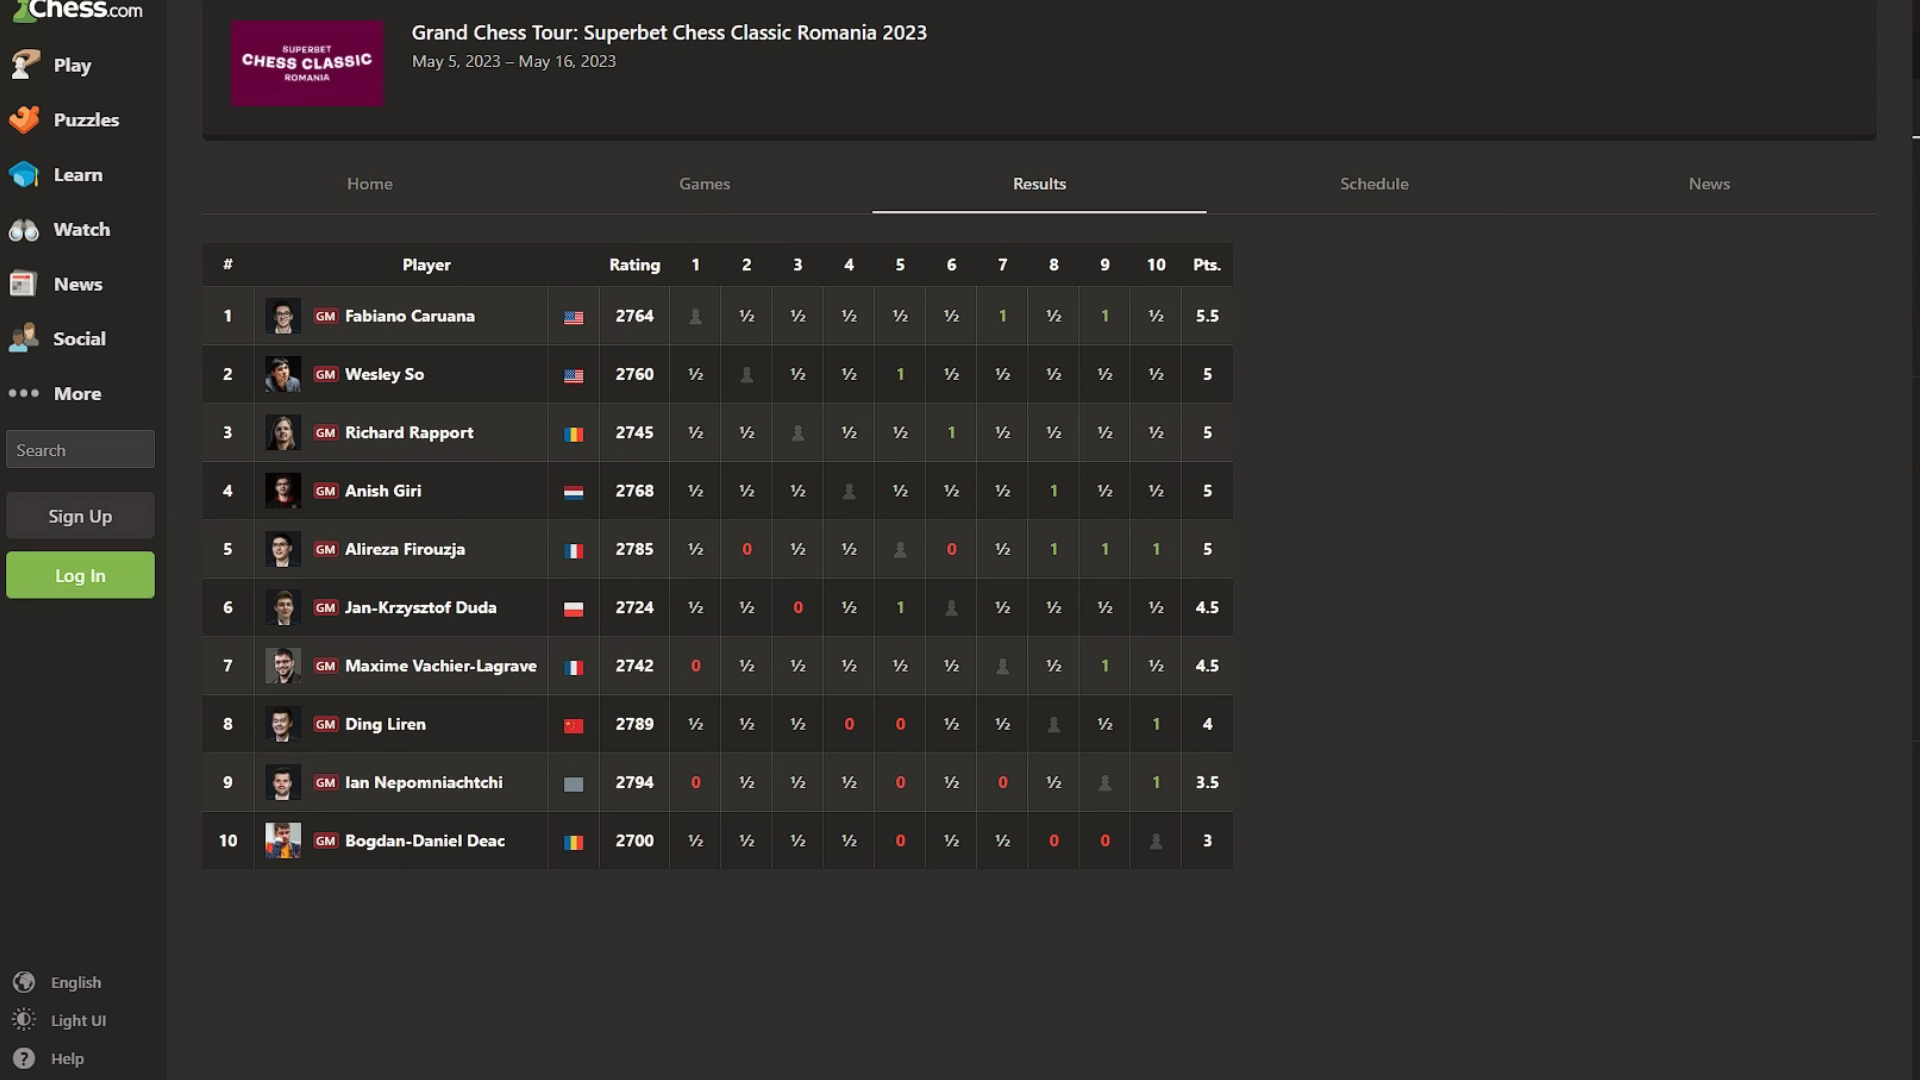 Chess.com
Play
Puzzles
Learn
Watch
News
Social
More
Search
Sign Up
Log In
English
Light UI
Help
SUPERBET
CHESS CLASSIC
ROMANIA
Grand Chess Tour: Superbet Chess Classic Romania 2023
May 5, 2023 – May 16, 2023
Home Games Results Schedule News
# Player Rating 1 2 3 4 5 6 7 8 9 10 Pts.
1 GM Fabiano Caruana 2764 ½ ½ ½ ½ ½ 1 ½ 1 ½ 5.5
2 GM Wesley So 2760 ½ ½ ½ 1 ½ ½ ½ ½ ½ 5
3 GM Richard Rapport 2745 ½ ½ ½ ½ 1 ½ ½ ½ ½ 5
4 GM Anish Giri 2768 ½ ½ ½ ½ ½ ½ 1 ½ ½ 5
5 GM Alireza Firouzja 2785 ½ 0 ½ ½ 0 ½ 1 1 1 5
6 GM Jan-Krzysztof Duda 2724 ½ ½ 0 ½ 1 ½ ½ ½ ½ 4.5
7 GM Maxime Vachier-Lagrave 2742 0 ½ ½ ½ ½ ½ ½ 1 ½ 4.5
8 GM Ding Liren 2789 ½ ½ ½ 0 0 ½ ½ ½ 1 4
9 GM Ian Nepomniachtchi 2794 0 ½ ½ ½ 0 ½ 0 ½ 1 3.5
10 GM Bogdan-Daniel Deac 2700 ½ ½ ½ ½ 0 ½ ½ 0 0 3